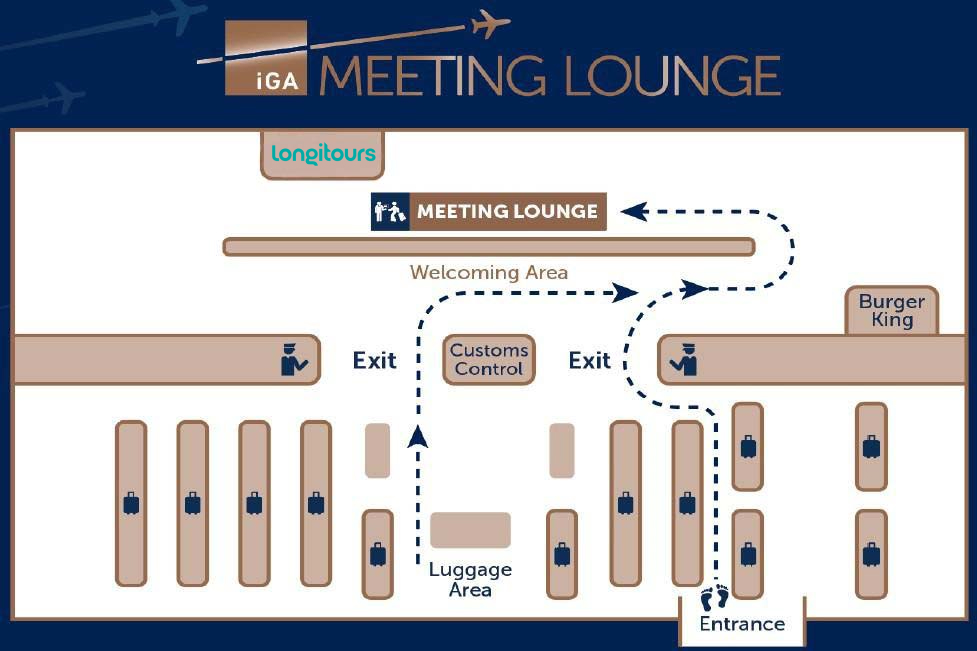 iGA MEETING LOUNGE
longitours
MEETING LOUNGE
Welcoming Area
Burger
King
Exit
Customs
Control
Exit
Luggage
Area
Entrance